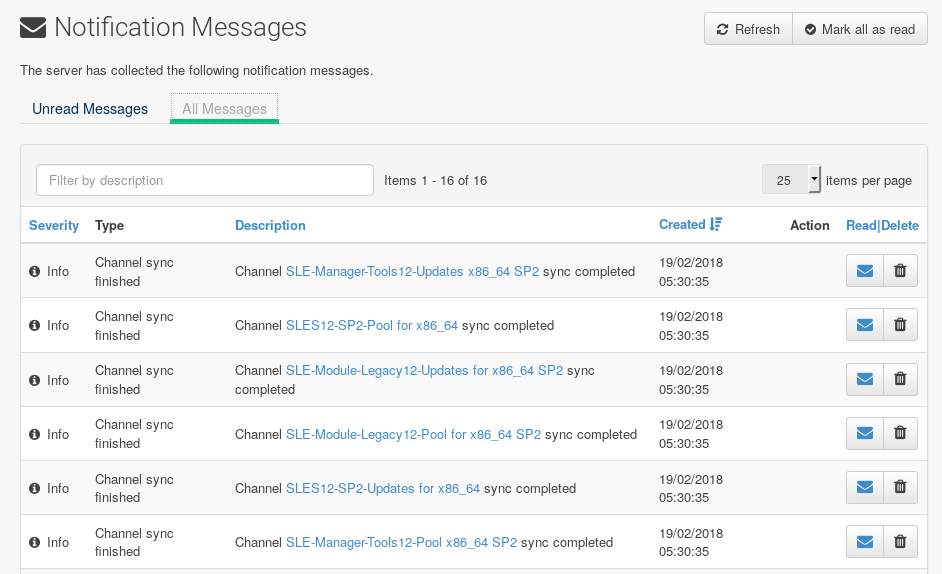 Notification Messages
Refresh
Mark all as read
The server has collected the following notification messages.
Unread Messages
All Messages
Filter by description
Items 1 - 16 of 16
25
items per page
Severity Type Description Created Action Read|Delete
Info
Channel sync
finished
Channel SLE-Manager-Tools12-Updates x86_64 SP2 sync completed
19/02/2018
05:30:35
Info
Channel sync
finished
Channel SLES12-SP2-Pool for x86_64 sync completed
19/02/2018
05:30:35
Info
Channel sync
finished
Channel SLE-Module-Legacy12-Updates for x86_64 SP2 sync
completed
19/02/2018
05:30:35
Info
Channel sync
finished
Channel SLE-Module-Legacy12-Pool for x86_64 SP2 sync completed
19/02/2018
05:30:35
Info
Channel sync
finished
Channel SLES12-SP2-Updates for x86_64 sync completed
19/02/2018
05:30:35
Info
Channel sync
finished
Channel SLE-Manager-Tools12-Pool x86_64 SP2 sync completed
19/02/2018
05:30:35